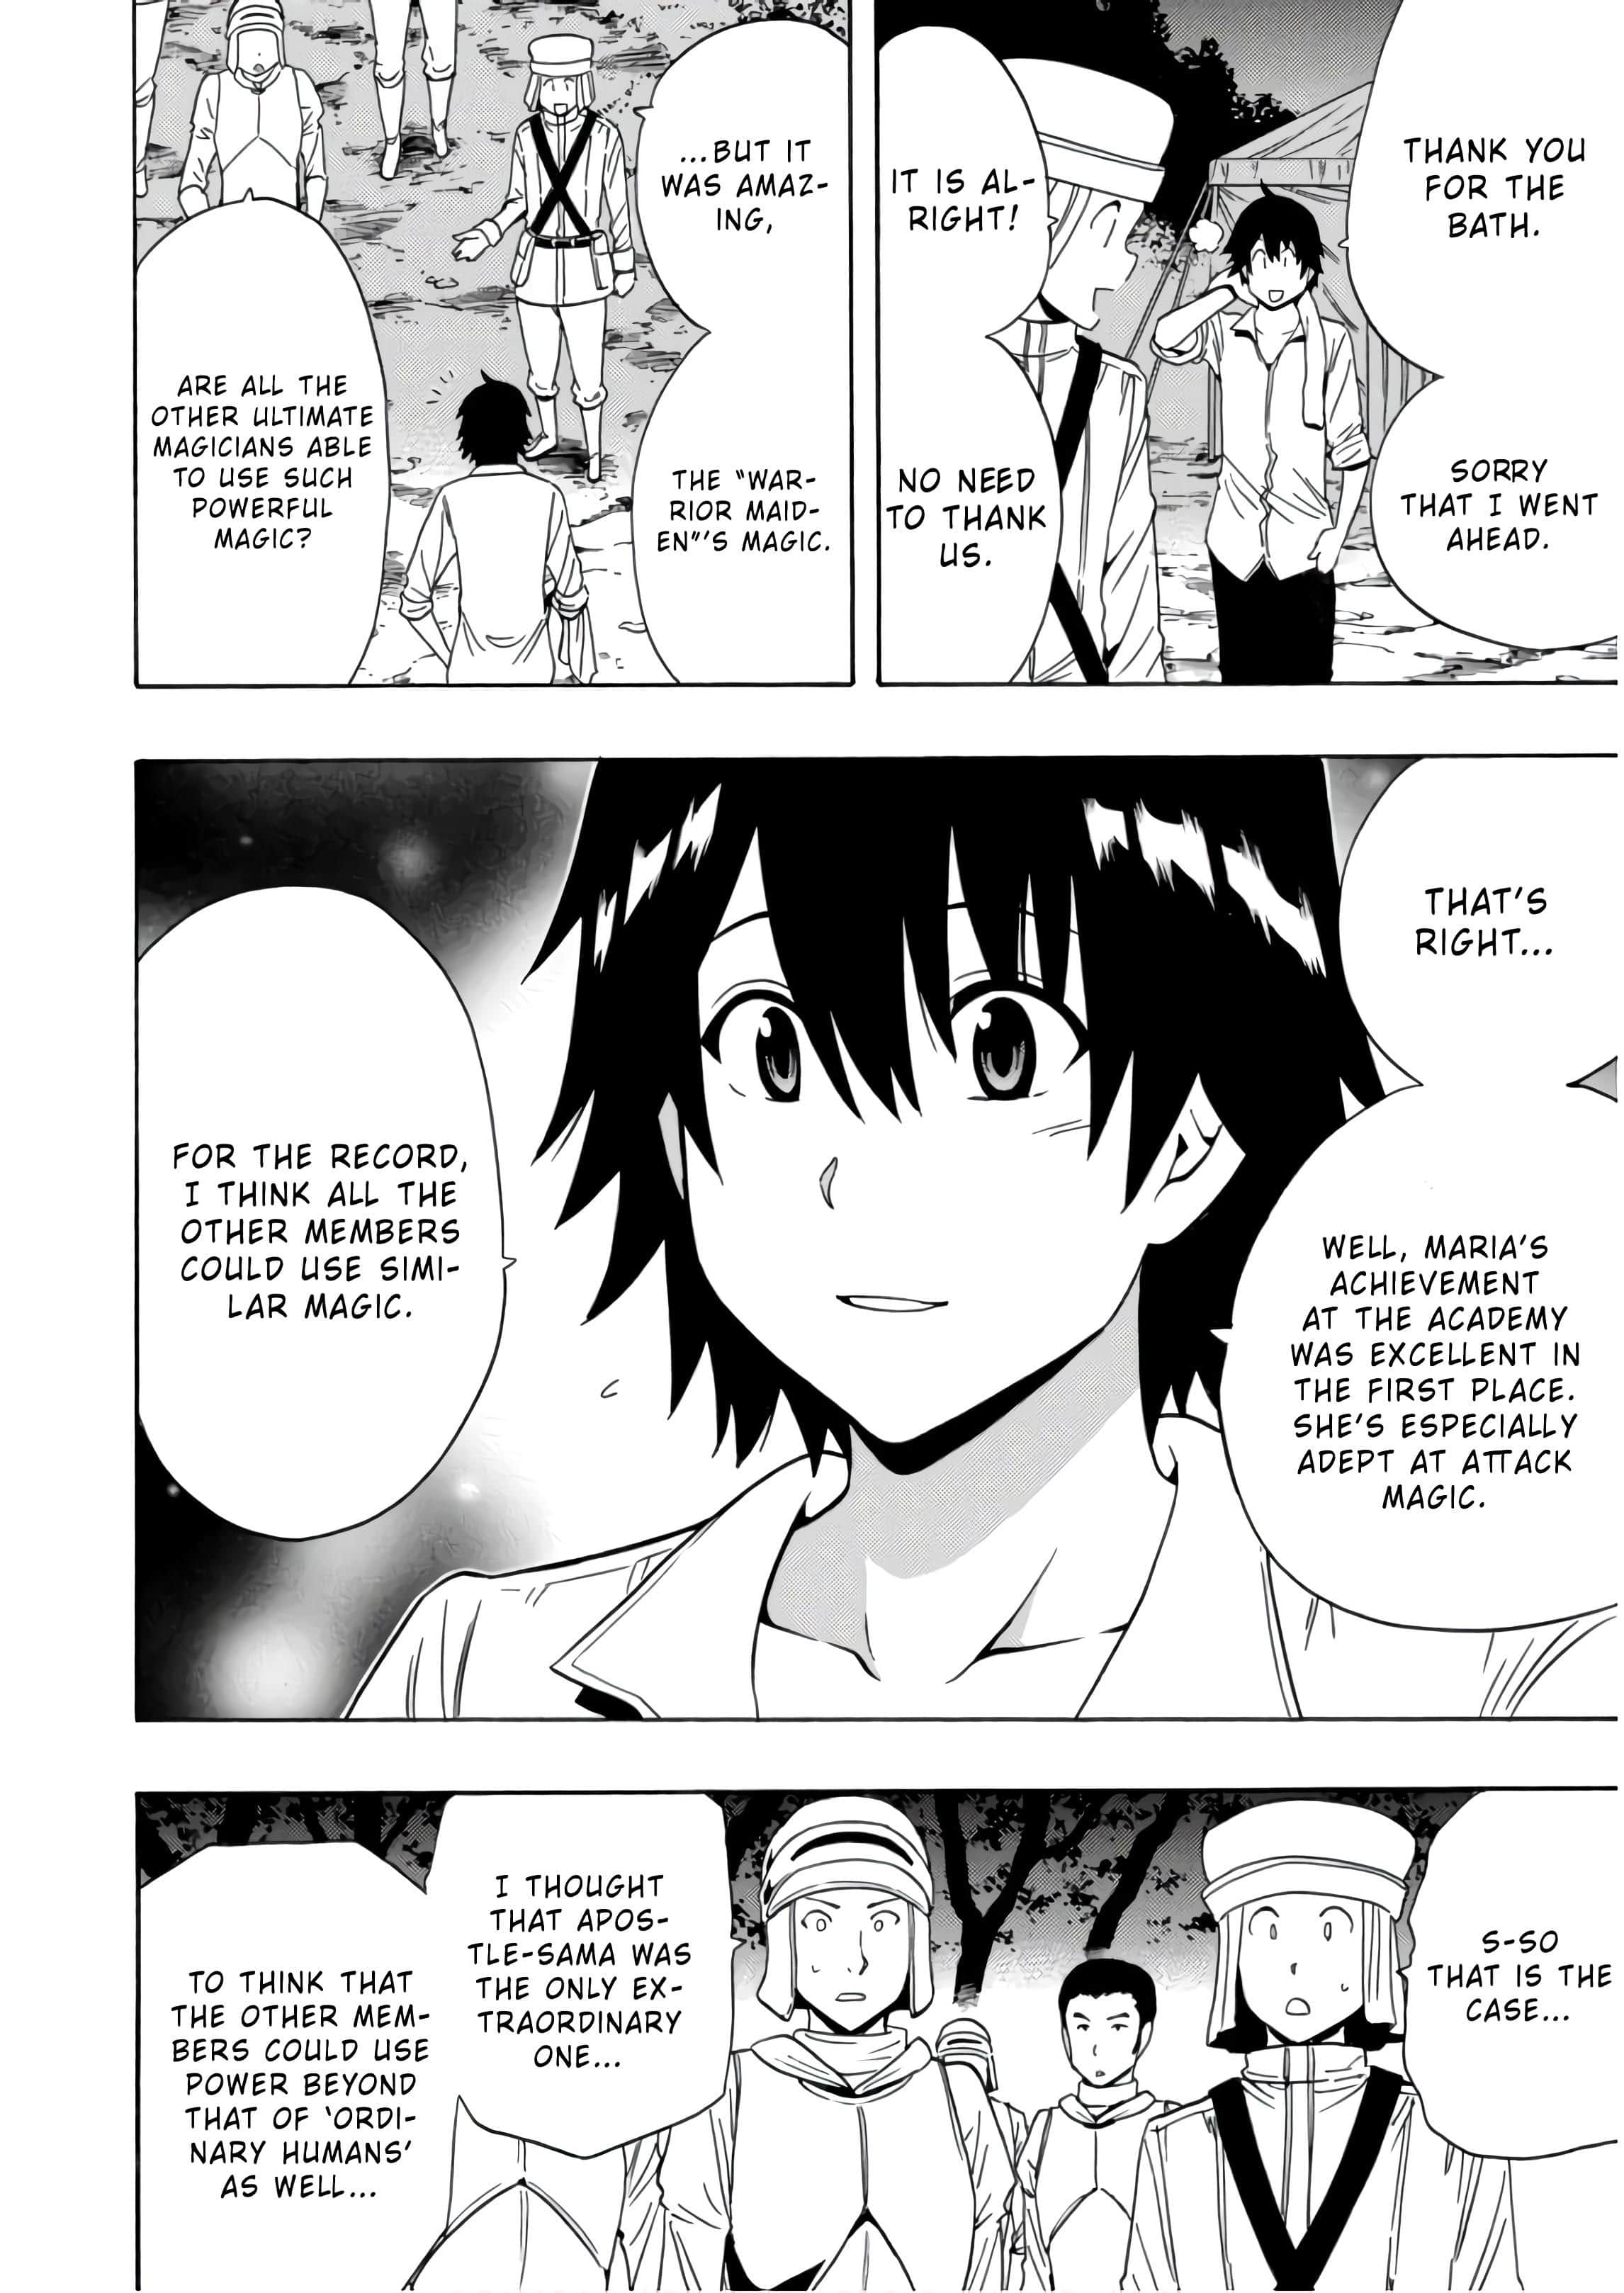 THANK YOU
FOR THE
BATH.
SORRY
THAT I WENT
AHEAD.
IT IS AL-
RIGHT!
NO NEED
TO THANK
US.
...BUT IT
WAS AMAZ-
ING,
THE "WAR-
RIOR MAID-
EN"'S MAGIC.
ARE ALL THE
OTHER ULTIMATE
MAGICIANS ABLE
TO USE SUCH
POWERFUL
MAGIC?
THAT'S
RIGHT...
WELL, MARIA'S
ACHIEVEMENT
AT THE ACADEMY
WAS EXCELLENT IN
THE FIRST PLACE.
SHE'S ESPECIALLY
ADEPT AT ATTACK
MAGIC.
FOR THE RECORD,
I THINK ALL THE
OTHER MEMBERS
COULD USE SIMI-
LAR MAGIC.
S-SO
THAT IS THE
CASE...
I THOUGHT
THAT APOS-
TLE-SAMA WAS
THE ONLY EX-
TRAORDINARY
ONE...
TO THINK THAT
THE OTHER MEM-
BERS COULD USE
POWER BEYOND
THAT OF 'ORDI-
NARY HUMANS'
AS WELL...